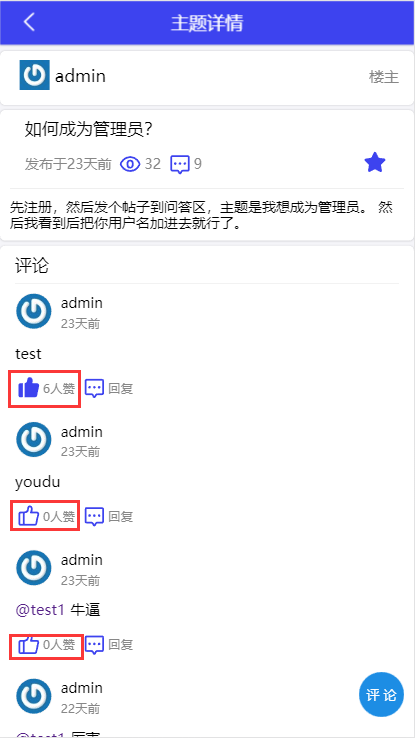 主题详情
admin 楼主
如何成为管理员?
发布于23天前 32 9
先注册，然后发个帖子到问答区，主题是我想成为管理员。 然
后我看到后把你用户名加进去就行了。
评论
admin
23天前
test
6人赞 回复
admin
23天前
youdu
0人赞 回复
admin
23天前
@test1 牛逼
0人赞 回复
admin
22天前
评论
@test1 厉害